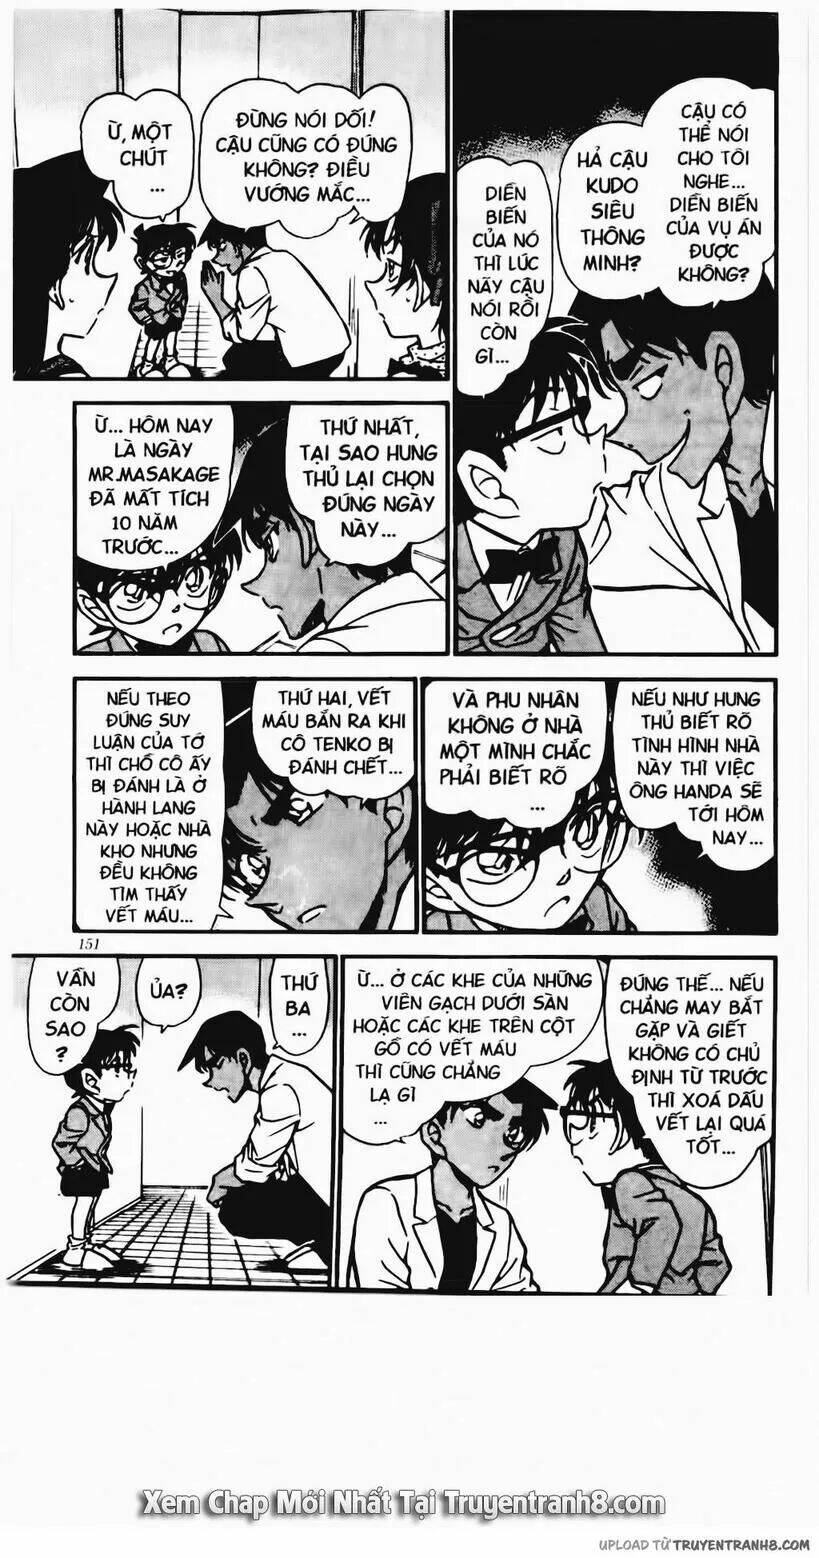 CẬU CÓ
THỂ NÓI
CHO TÔI
NGHE...
DIỄN BIẾN
CỦA VỤ ÁN
ĐƯỢC
KHÔNG?
HẢ CẬU
KUDO
SIÊU
THÔNG
MINH?
DIẾN
BIẾN
CỦA NÓ
THÌ LÚC
NÃY CẬU
NÓI RỒI
CÒN
GÌ...
ĐỪNG NÓI DỐI!
CẬU CŨNG CÓ ĐÚNG
KHÔNG? ĐIỀU
VƯỚNG MẮC...
Ừ, MỘT
CHÚT
...
THỨ NHẤT,
TẠI SAO HUNG
THỦ LẠI CHỌN
ĐÚNG NGÀY
NÀY...
Ừ... HÔM NAY
LÀ NGÀY
MR.MASAKAGE
ĐÃ MẤT TÍCH
10 NĂM
TRƯỚC...
NẾU NHƯ HUNG
THỦ BIẾT RÕ
TÌNH HÌNH NHÀ
NÀY THÌ VIỆC
ÔNG HANDA SẼ
TỚI HÔM
NAY...
VÀ PHU NHÂN
KHÔNG Ở NHÀ
MỘT MÌNH CHẮC
PHẢI BIẾT RÕ
...
THỨ HAI, VẾT
MÁU BẮN RA KHI
CÔ TENKO BỊ
ĐÁNH CHẾT...
NẾU THEO
ĐÚNG SUY
LUẬN CỦA TỚ
THÌ CHỔ CÔ ẤY
BỊ ĐÁNH LÀ Ở
HÀNH LANG
NÀY HOẶC NHÀ
KHO NHƯNG
ĐỀU KHÔNG
TÌM THẤY
VẾT MÁU...
151
ĐÚNG THẾ... NẾU
CHẲNG MAY BẮT
GẶP VÀ GIẾT
KHÔNG CÓ CHỦ
ĐỊNH TỪ TRƯỚC
THÌ XOÁ DẤU
VẾT LẠI QUÁ
TỐT...
Ừ... Ở CÁC KHE CỦA NHỮNG
VIÊN GẠCH DƯỚI SÀN
HOẶC CÁC KHE TRÊN CỘT
GỖ CÓ VẾT MÁU
THÌ CŨNG CHẲNG
LẠ GÌ
...
THỨ
BA
...
ỦA?
VẪN
CÒN
SAO
?
Xem Chap Mới Nhất Tại Truyentranh8.com
UPLOAD TỪ TRUYENTRANH8.COM